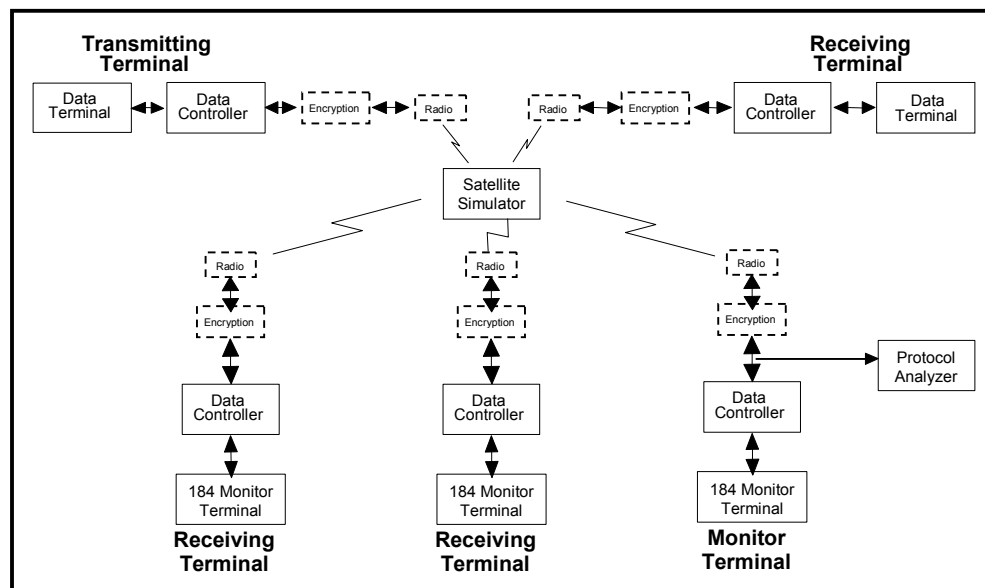 Transmitting
Terminal
Receiving
Terminal
Data
Terminal
Data
Controller
Encryption
Radio
Radio
Encryption
Data
Controller
Data
Terminal
Satellite
Simulator
Radio
Encryption
Data
Controller
184 Monitor
Terminal
Receiving
Terminal
Radio
Encryption
Data
Controller
184 Monitor
Terminal
Receiving
Terminal
Radio
Encryption
Protocol
Analyzer
Data
Controller
184 Monitor
Terminal
Monitor
Terminal